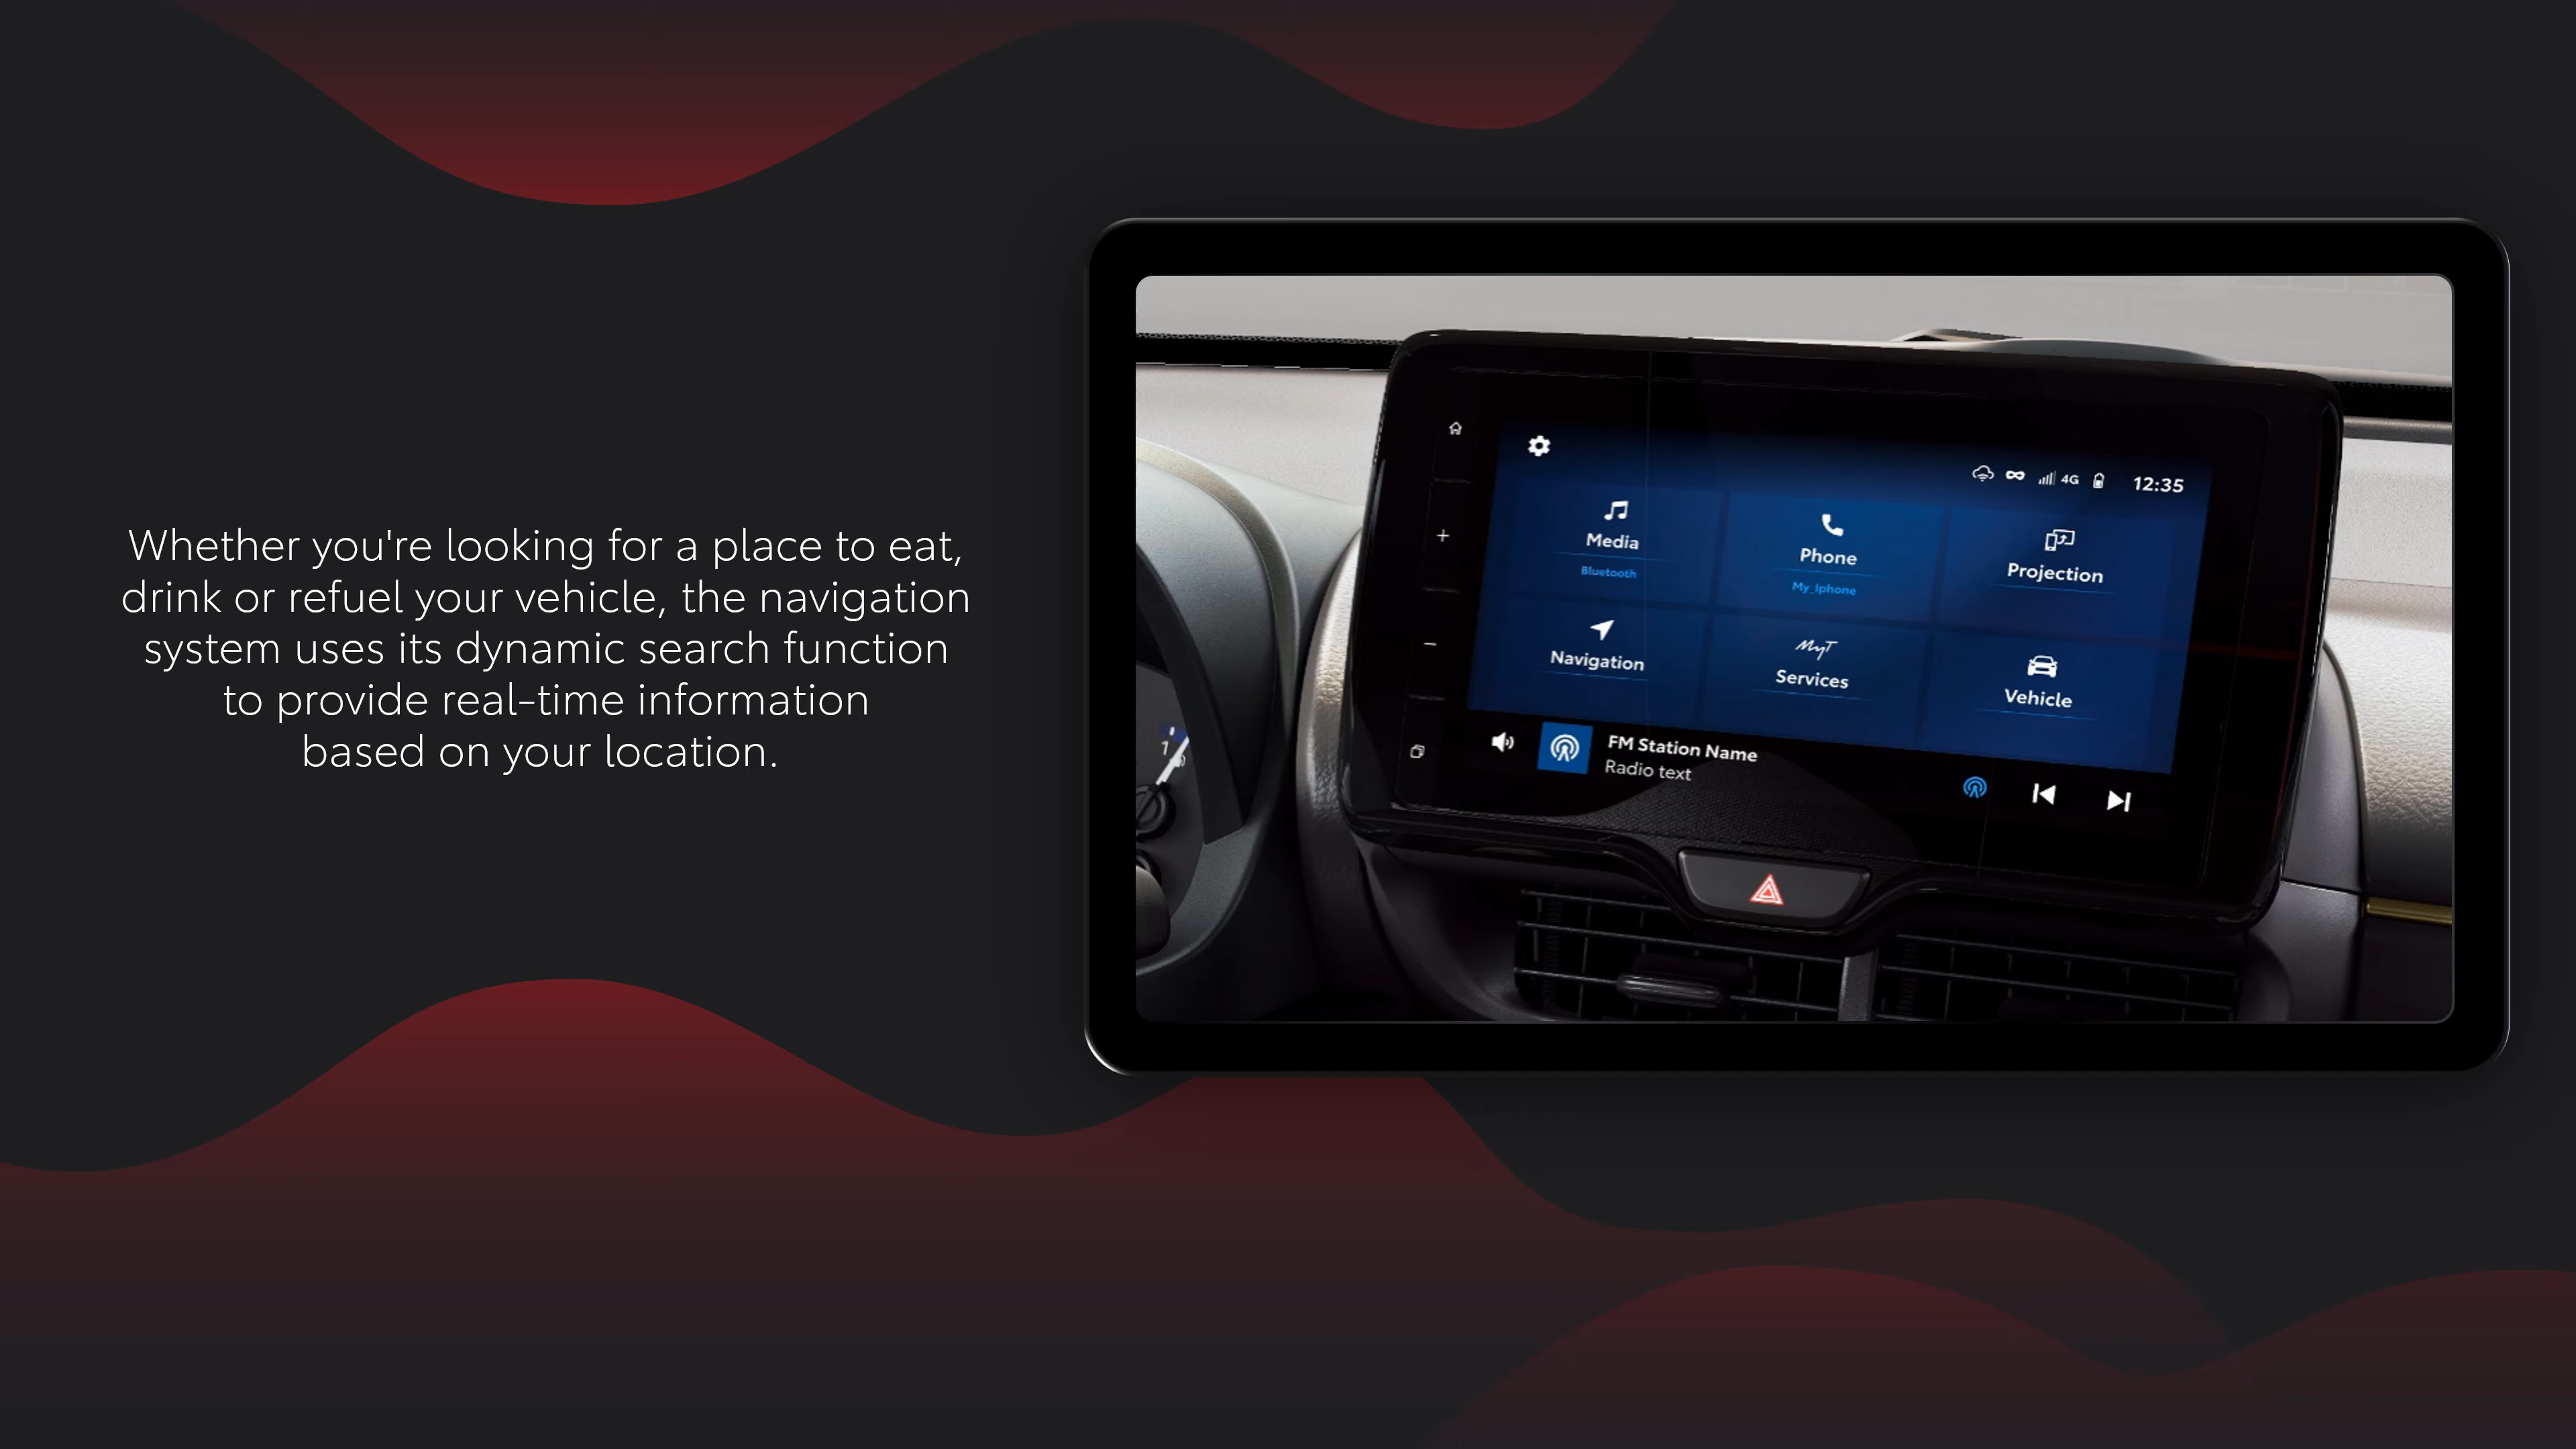 Whether you're looking for a place to eat,
drink or refuel your vehicle, the navigation
system uses its dynamic search function
to provide real-time information
based on your location.
4G 12:35
Media
Bluetooth
Phone
My_Iphone
Projection
Navigation
MyT
Services
Vehicle
FM Station Name
Radio text